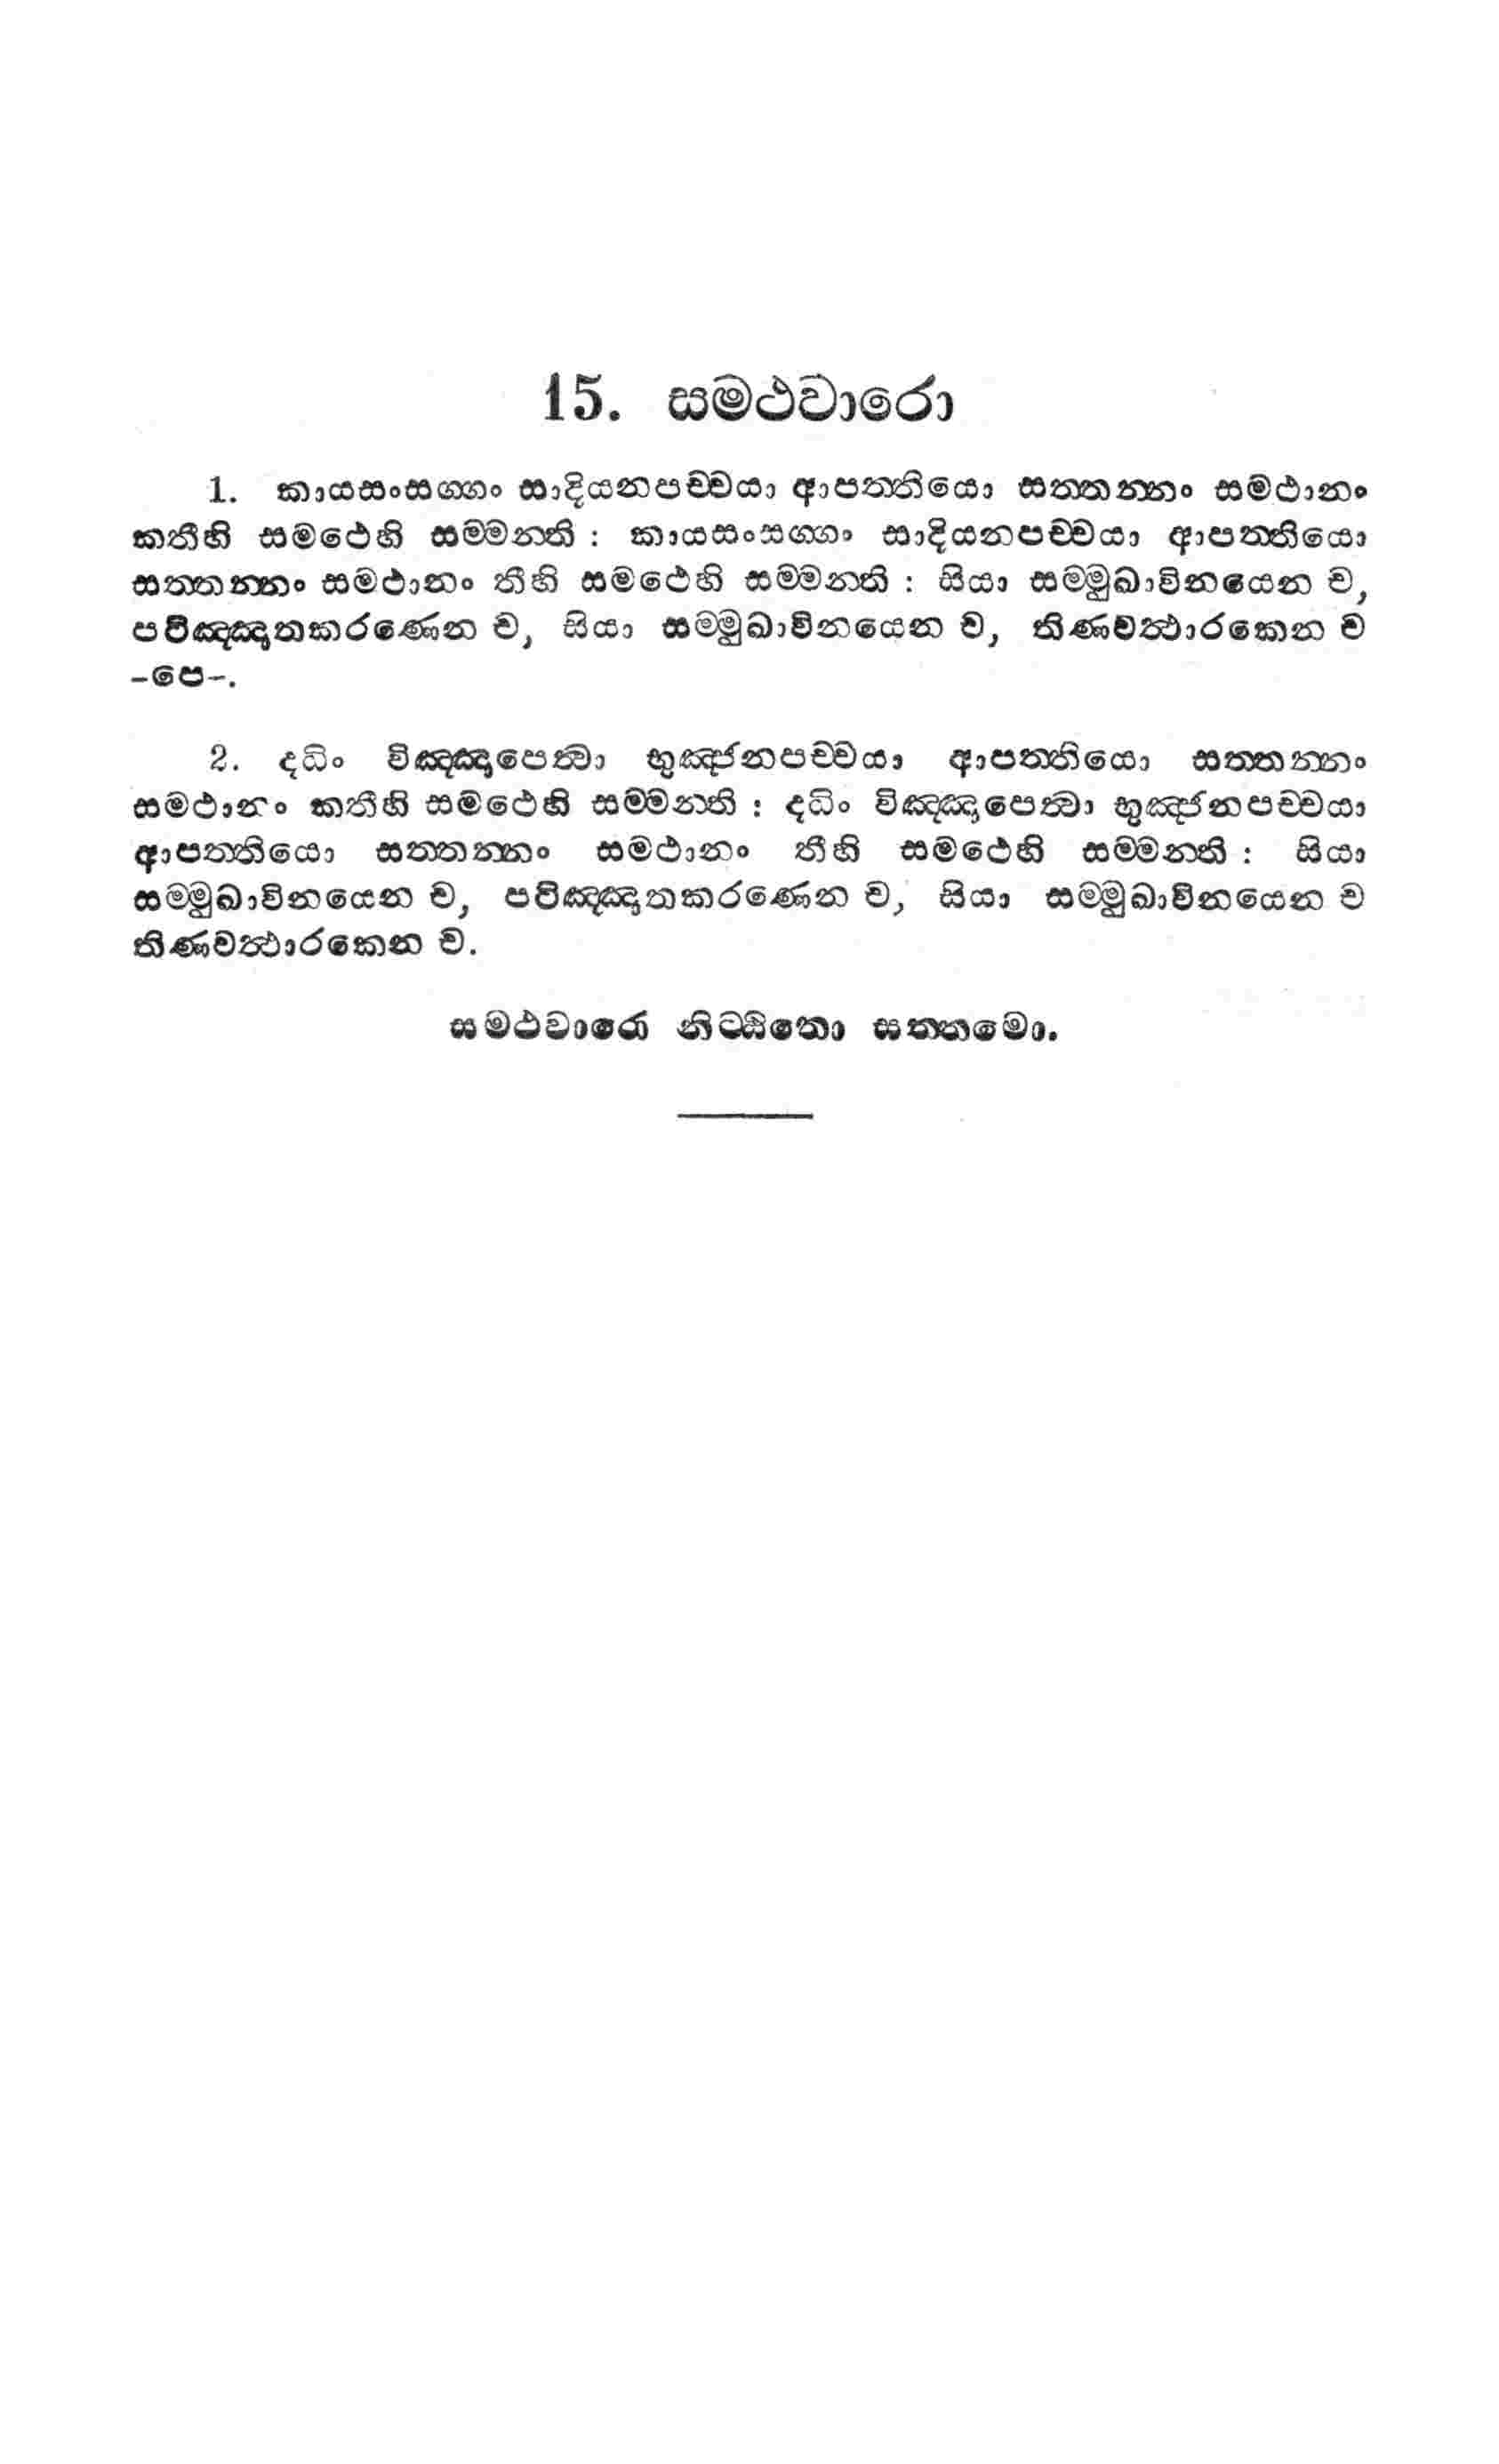 15. සමථවාරො
1. කායසංසග්ගං සාදියනපච්චයා ආපත්තියො සත්තන්නං සමථානං
කතීහි සමථෙහි සම්මන්ති : කායසංසග්ගං සාදියනපච්චයා ආපත්තියො
සත්තන්නං සමථානං තීහි සමථෙහි සම්මන්ති : සියා සම්මුඛාවිනයෙන ච,
පටිඤ්ඤාතකරණෙන ච, සියා සම්මුඛාවිනයෙන ච, තිණවත්ථාරකෙන ච
-පෙ-.
2. දධිං විඤ්ඤාපෙත්වා භුඤ්ජනපච්චයා ආපත්තියො සත්තන්නං
සමථානං කතීහි සමථෙහි සම්මන්ති : දධිං විඤ්ඤාපෙත්වා භුඤ්ජනපච්චයා
ආපත්තියො සත්තන්නං සමථානං තීහි සමථෙහි සම්මන්ති : සියා
සම්මුඛාවිනයෙන ච, පටිඤ්ඤාතකරණෙන ච, සියා සම්මුඛාවිනයෙන ච
තිණවත්ථාරකෙන ච.
සමථවාරො නිට්ඨිතො සත්තමො.